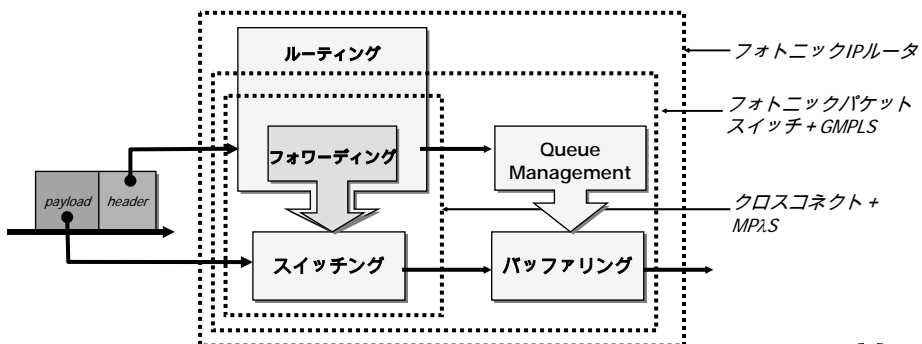 ルーティング
フォトニックIPルータ
フォトニックパケット
スイッチ + GMPLS
フォワーディング
Queue
Management
payload
header
クロスコネクト +
MPλS
スイッチング
バッファリング